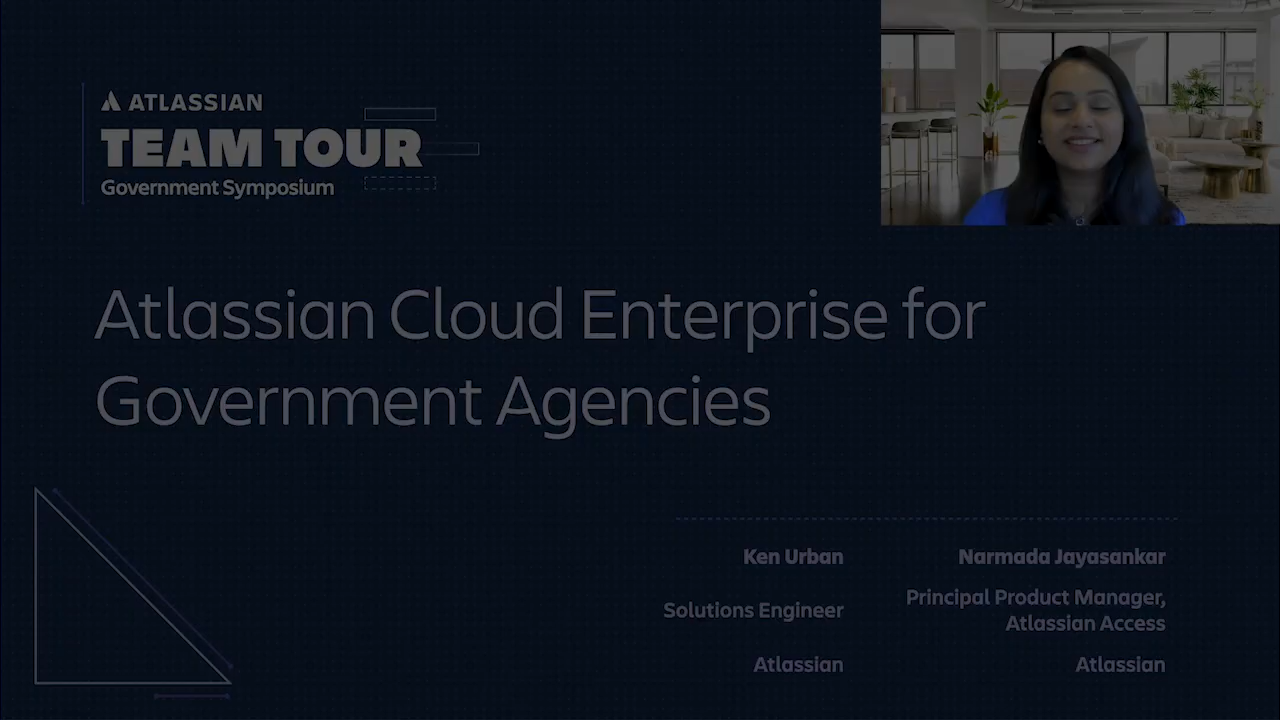 ATLASSIAN
TEAM TOUR
Government Symposium
Atlassian Cloud Enterprise for
Government Agencies
Ken Urban
Solutions Engineer
Atlassian
Narmada Jayasankar
Principal Product Manager,
Atlassian Access
Atlassian